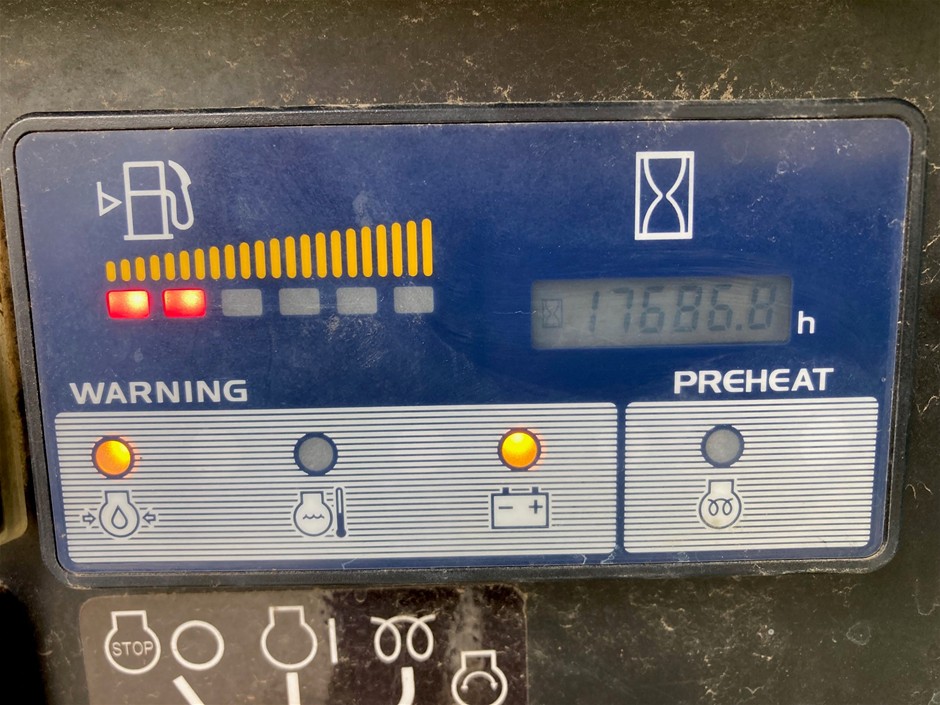 17686.8 h
WARNING
PREHEAT
STOP